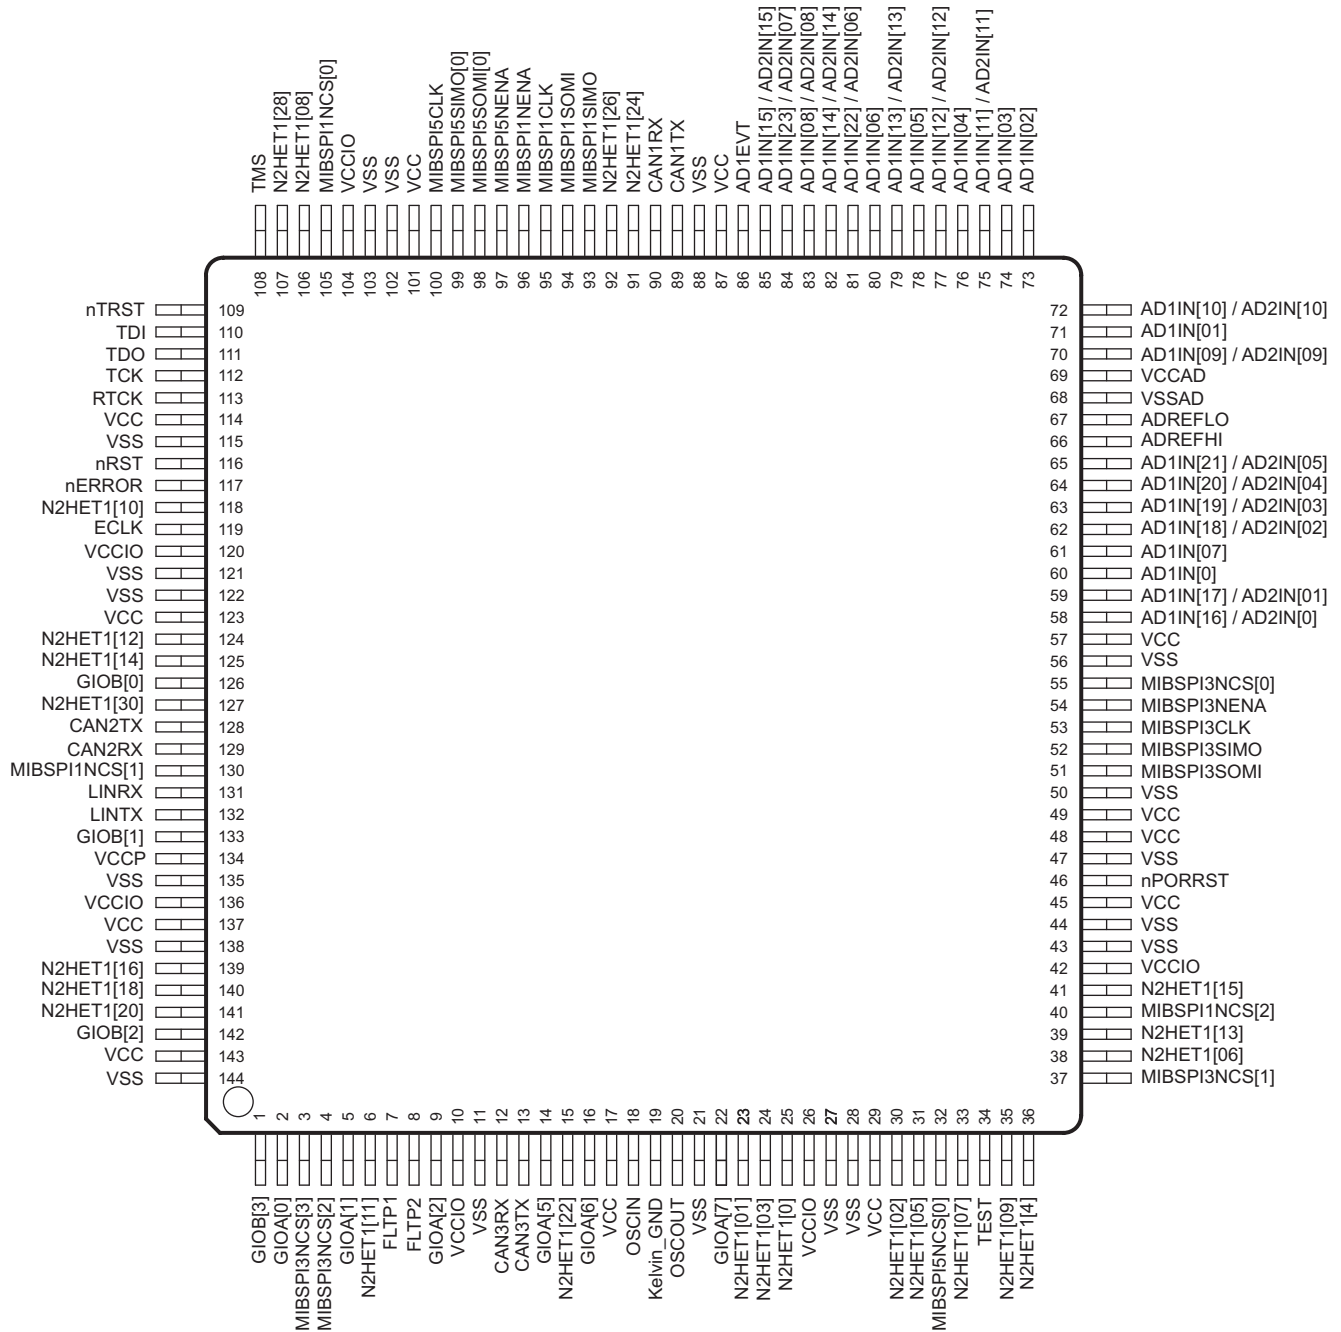 TMS
N2HET1[28]
N2HET1[08]
MIBSPI1NCS[0]
VCCIO
VSS
VSS
VCC
MIBSPI5CLK
MIBSPI5SIMO[0]
MIBSPI5SOMI[0]
MIBSPI5NENA
MIBSPI1NENA
MIBSPI1CLK
MIBSPI1SOMI
MIBSPI1SIMO
N2HET1[26]
N2HET1[24]
CAN1RX
CAN1TX
VSS
VCC
AD1EVT
AD1IN[15] / AD2IN[15]
AD1IN[23] / AD2IN[07]
AD1IN[08] / AD2IN[08]
AD1IN[14] / AD2IN[14]
AD1IN[22] / AD2IN[06]
AD1IN[06]
AD1IN[13] / AD2IN[13]
AD1IN[05]
AD1IN[12] / AD2IN[12]
AD1IN[04]
AD1IN[11] / AD2IN[11]
AD1IN[03]
AD1IN[02]
108
107
106
105
104
103
102
101
100
99
98
97
96
95
94
93
92
91
90
89
88
87
86
85
84
83
82
81
80
79
78
77
76
75
74
73
nTRST 109
TDI 110
TDO 111
TCK 112
RTCK 113
VCC 114
VSS 115
nRST 116
nERROR 117
N2HET1[10] 118
ECLK 119
VCCIO 120
VSS 121
VSS 122
VCC 123
N2HET1[12] 124
N2HET1[14] 125
GIOB[0] 126
N2HET1[30] 127
CAN2TX 128
CAN2RX 129
MIBSPI1NCS[1] 130
LINRX 131
LINTX 132
GIOB[1] 133
VCCP 134
VSS 135
VCCIO 136
VCC 137
VSS 138
N2HET1[16] 139
N2HET1[18] 140
N2HET1[20] 141
GIOB[2] 142
VCC 143
VSS 144
72 AD1IN[10] / AD2IN[10]
71 AD1IN[01]
70 AD1IN[09] / AD2IN[09]
69 VCCAD
68 VSSAD
67 ADREFLO
66 ADREFHI
65 AD1IN[21] / AD2IN[05]
64 AD1IN[20] / AD2IN[04]
63 AD1IN[19] / AD2IN[03]
62 AD1IN[18] / AD2IN[02]
61 AD1IN[07]
60 AD1IN[0]
59 AD1IN[17] / AD2IN[01]
58 AD1IN[16] / AD2IN[0]
57 VCC
56 VSS
55 MIBSPI3NCS[0]
54 MIBSPI3NENA
53 MIBSPI3CLK
52 MIBSPI3SIMO
51 MIBSPI3SOMI
50 VSS
49 VCC
48 VCC
47 VSS
46 nPORRST
45 VCC
44 VSS
43 VSS
42 VCCIO
41 N2HET1[15]
40 MIBSPI1NCS[2]
39 N2HET1[13]
38 N2HET1[06]
37 MIBSPI3NCS[1]
1
2
3
4
5
6
7
8
9
10
11
12
13
14
15
16
17
18
19
20
21
22
23
24
25
26
27
28
29
30
31
32
33
34
35
36
GIOB[3]
GIOA[0]
MIBSPI3NCS[3]
MIBSPI3NCS[2]
GIOA[1]
N2HET1[11]
FLTP1
FLTP2
GIOA[2]
VCCIO
VSS
CAN3RX
CAN3TX
GIOA[5]
N2HET1[22]
GIOA[6]
VCC
OSCIN
Kelvin_GND
OSCOUT
VSS
GIOA[7]
N2HET1[01]
N2HET1[03]
N2HET1[0]
VCCIO
VSS
VSS
VCC
N2HET1[02]
N2HET1[05]
MIBSPI5NCS[0]
N2HET1[07]
TEST
N2HET1[09]
N2HET1[4]